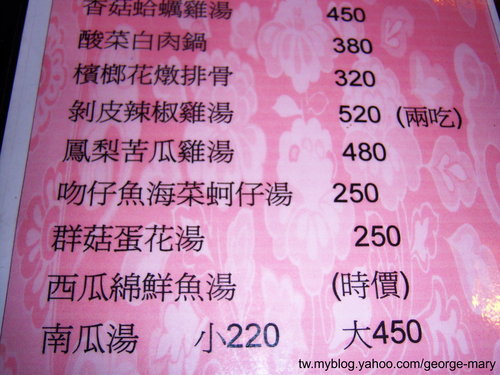 香菇蛤蠣雞湯 450
酸菜白肉鍋 380
檳榔花燉排骨 320
剝皮辣椒雞湯 520 (兩吃)
鳳梨苦瓜雞湯 480
吻仔魚海菜蚵仔湯 250
群菇蛋花湯 250
西瓜綿鮮魚湯 (時價)
南瓜湯 小220 大450
tw.myblog.yahoo.com/george-mary